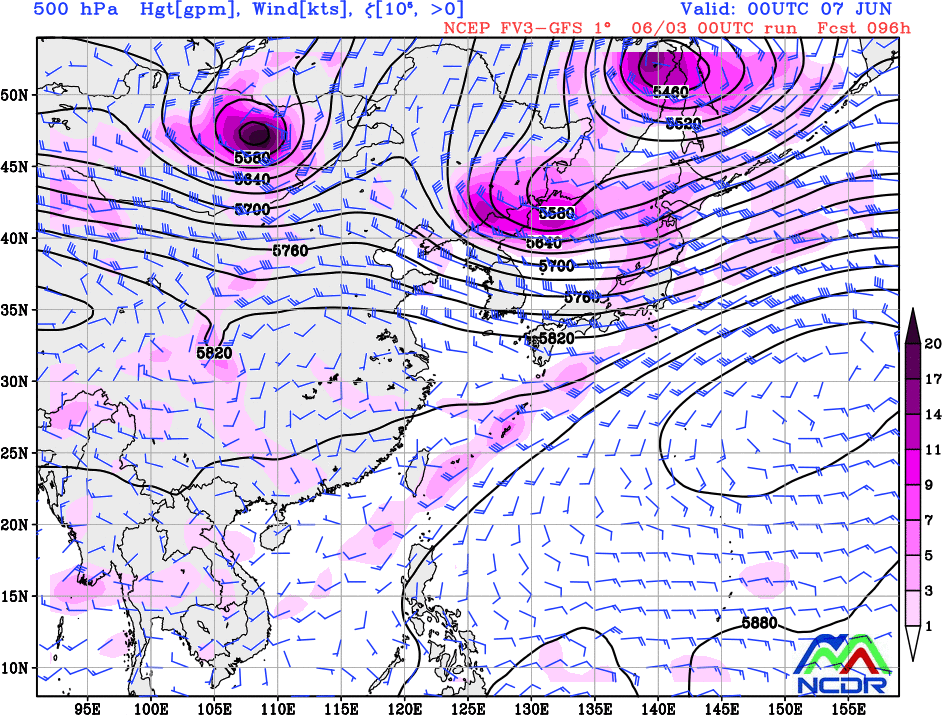 500 hPa Hgt[gpm], Wind[kts], ζ[10⁵, >0] Valid: 00UTC 07 JUN
NCEP FV3-GFS 1° 06/03 00UTC run Fcst 096h
50N
45N
40N
35N
30N
25N
20N
15N
10N
95E 100E 105E 110E 115E 120E 125E 130E 135E 140E 145E 150E 155E
5460
5520
5580
5640
5700
5760
5820
5580
5640
5700
5760
5820
5880
20
17
14
11
9
7
5
3
1
NCDR